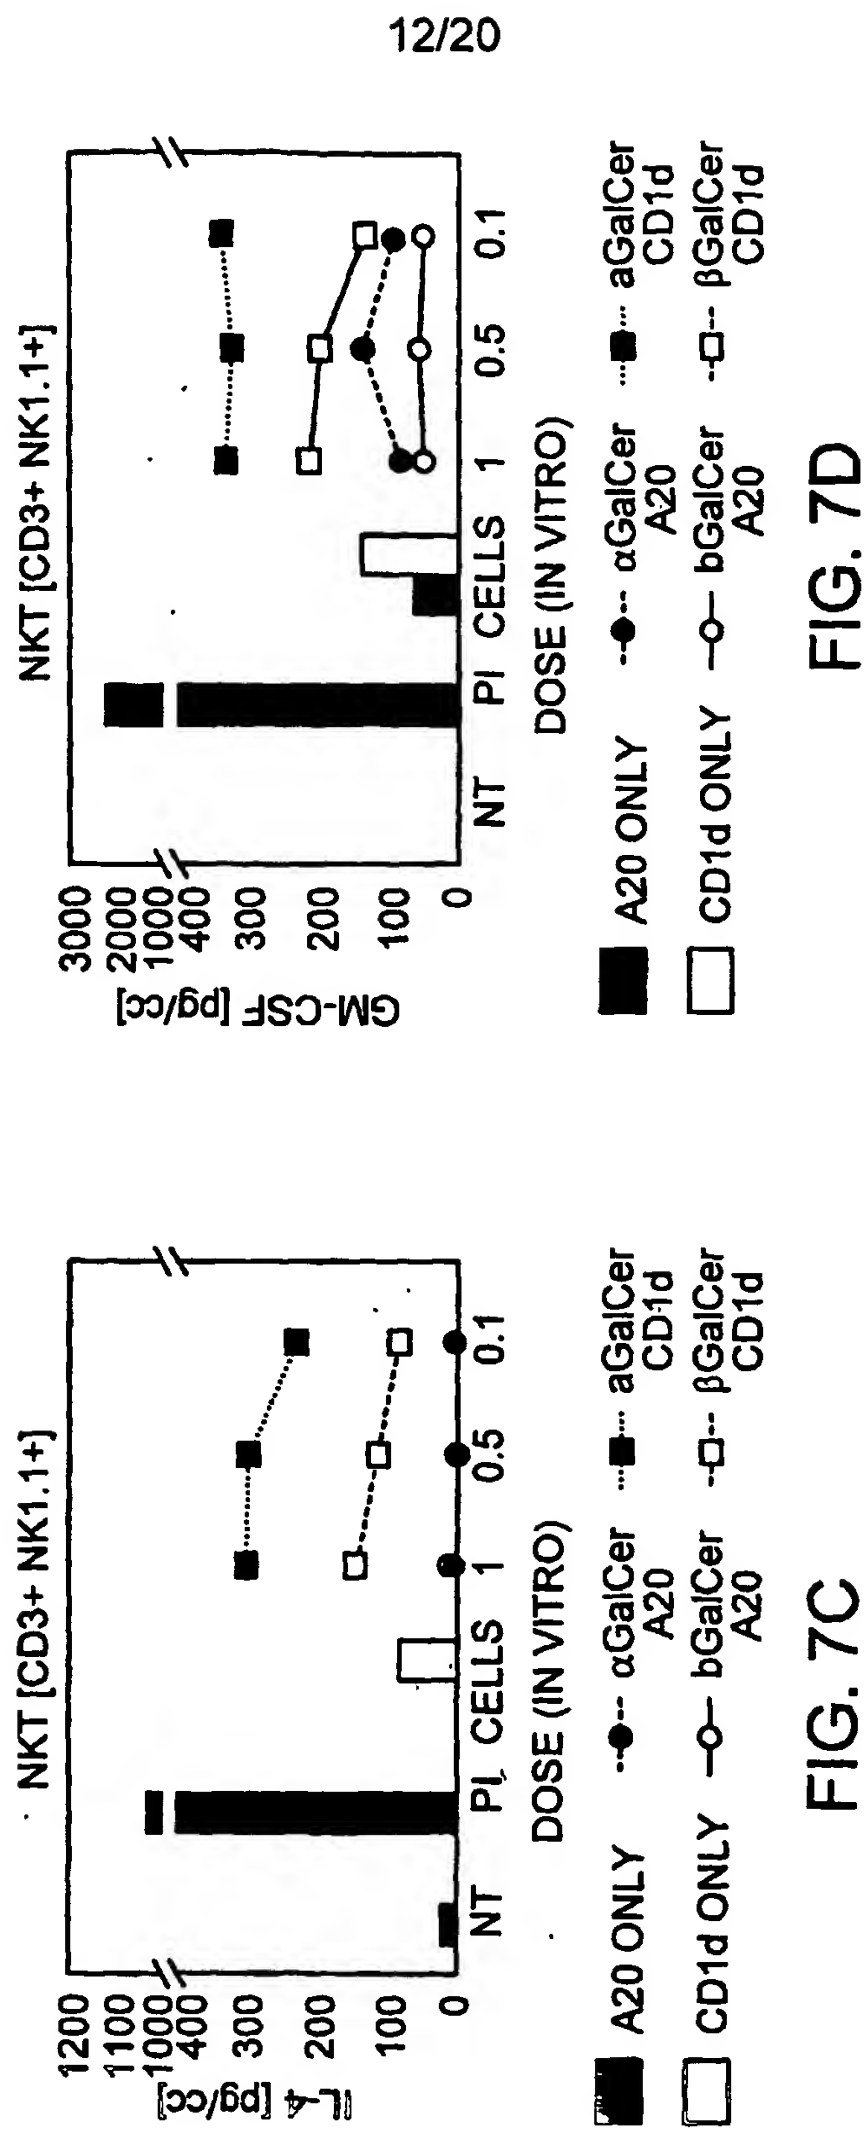 12/20
NKT [CD3+ NK1.1+]
IL-4 [pg/cc]
1200
1100
1000
400
300
200
100
0
NT PI CELLS 1 0.5 0.1
DOSE (IN VITRO)
A20 ONLY
αGalCer A20
aGalCer CD1d
CD1d ONLY
bGalCer A20
βGalCer CD1d
FIG. 7C
NKT [CD3+ NK1.1+]
GM-CSF [pg/cc]
3000
2000
1000
400
300
200
100
0
NT PI CELLS 1 0.5 0.1
DOSE (IN VITRO)
A20 ONLY
αGalCer A20
aGalCer CD1d
CD1d ONLY
bGalCer A20
βGalCer CD1d
FIG. 7D